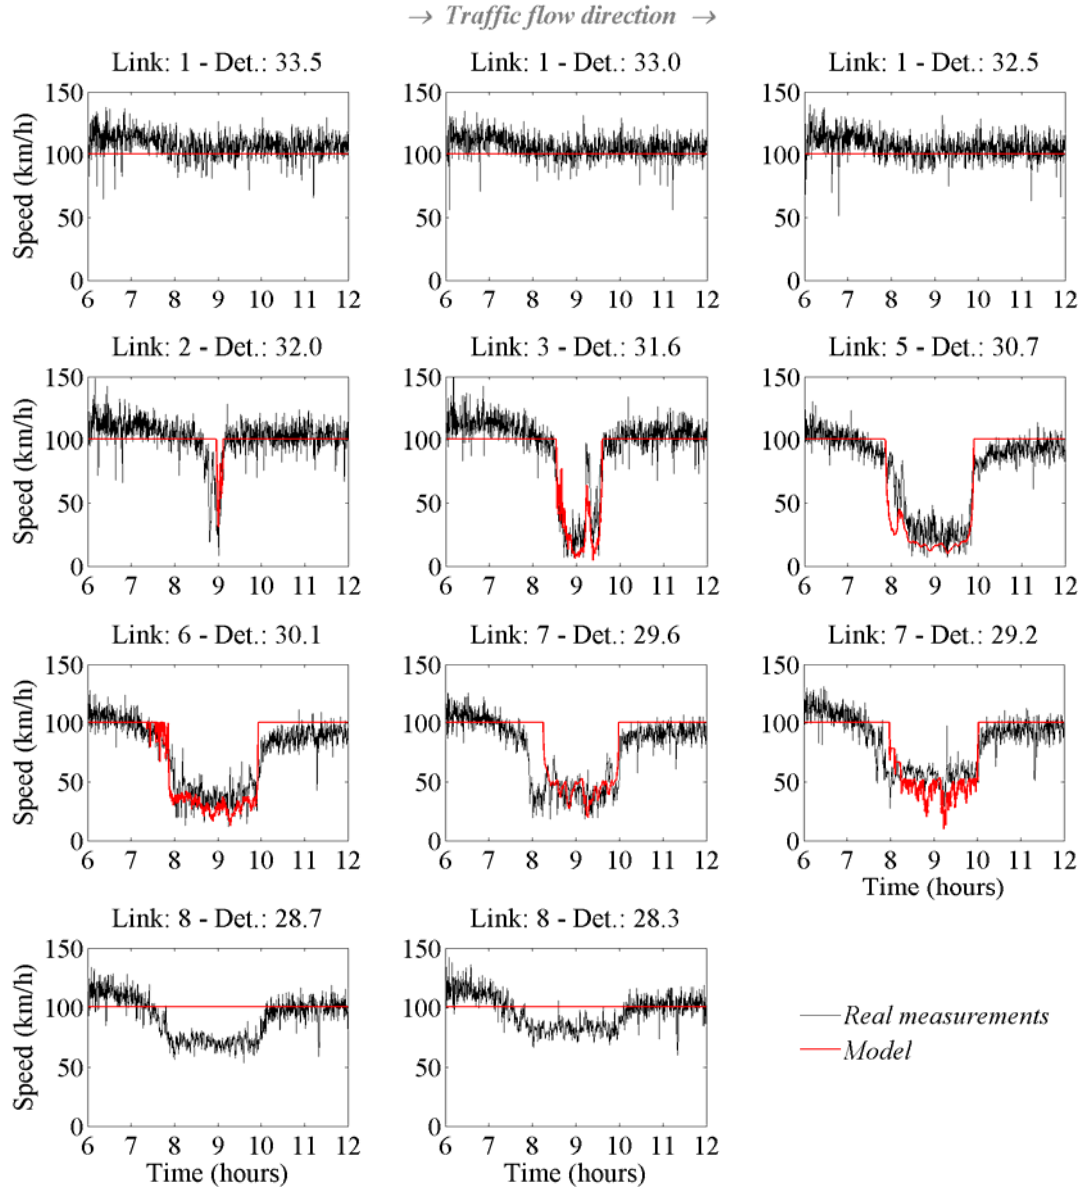 → Traffic flow direction →
Link: 1 - Det.: 33.5
Link: 1 - Det.: 33.0
Link: 1 - Det.: 32.5
Speed (km/h)
150
100
50
0
6 7 8 9 10 11 12
150
100
50
0
6 7 8 9 10 11 12
150
100
50
0
6 7 8 9 10 11 12
Link: 2 - Det.: 32.0
Link: 3 - Det.: 31.6
Link: 5 - Det.: 30.7
Speed (km/h)
150
100
50
0
6 7 8 9 10 11 12
150
100
50
0
6 7 8 9 10 11 12
150
100
50
0
6 7 8 9 10 11 12
Link: 6 - Det.: 30.1
Link: 7 - Det.: 29.6
Link: 7 - Det.: 29.2
Speed (km/h)
150
100
50
0
6 7 8 9 10 11 12
150
100
50
0
6 7 8 9 10 11 12
150
100
50
0
6 7 8 9 10 11 12
Time (hours)
Link: 8 - Det.: 28.7
Link: 8 - Det.: 28.3
Speed (km/h)
150
100
50
0
6 7 8 9 10 11 12
Time (hours)
150
100
50
0
6 7 8 9 10 11 12
Time (hours)
Real measurements
Model